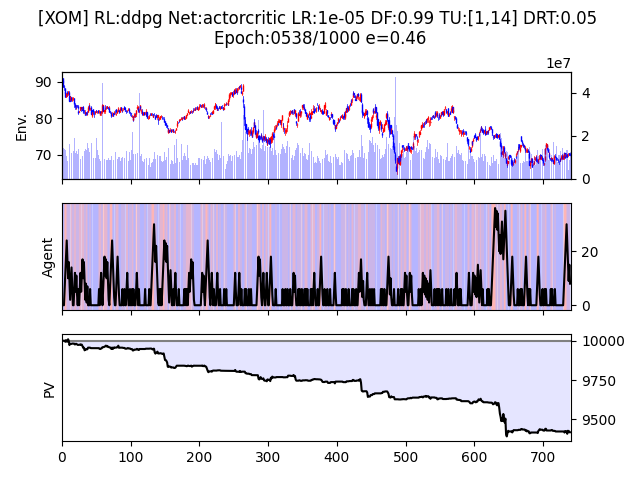 [XOM] RL:ddpg Net:actorcritic LR:1e-05 DF:0.99 TU:[1,14] DRT:0.05
Epoch:0538/1000 e=0.46
1e7
90
80
70
Env.
4
2
0
Agent
20
0
PV
10000
9750
9500
0 100 200 300 400 500 600 700